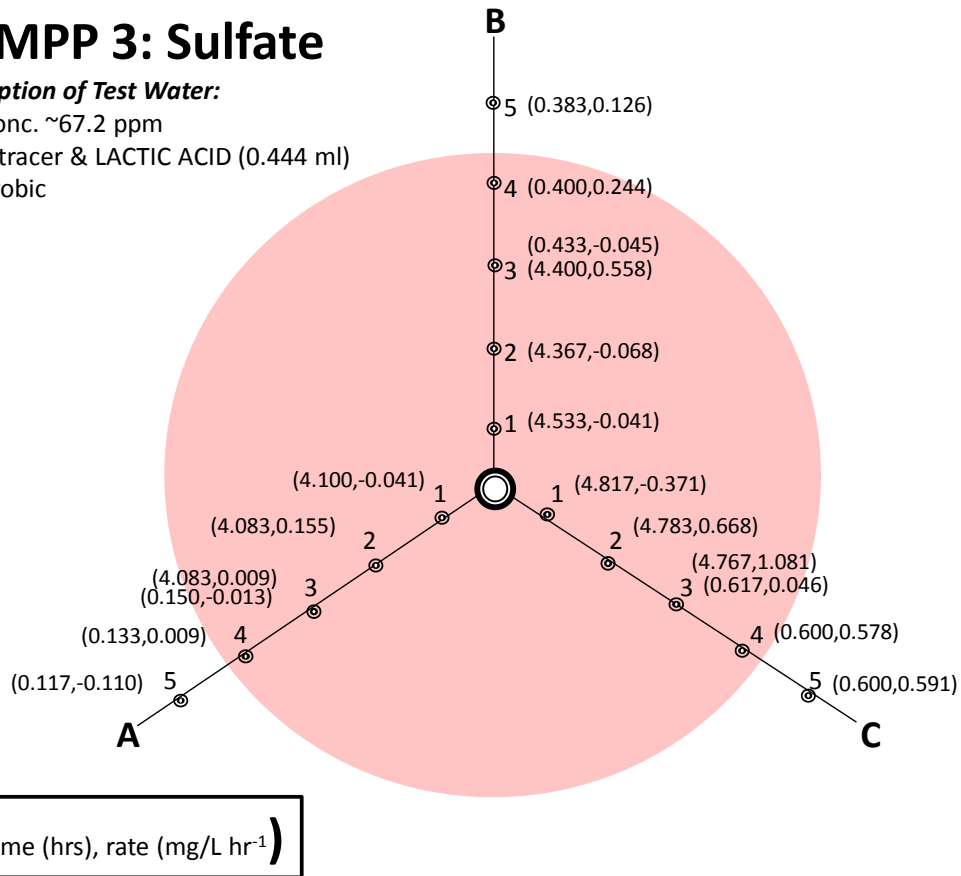 MPP 3: Sulfate
ption of Test Water:
onc. ~67.2 ppm
tracer & LACTIC ACID (0.444 ml)
robic
B
5 (0.383,0.126)
4 (0.400,0.244)
(0.433,-0.045)
3 (4.400,0.558)
2 (4.367,-0.068)
1 (4.533,-0.041)
(4.100,-0.041) 1
1 (4.817,-0.371)
(4.083,0.155) 2
2 (4.783,0.668)
(4.083,0.009)
(0.150,-0.013) 3
(4.767,1.081)
3 (0.617,0.046)
(0.133,0.009) 4
4 (0.600,0.578)
(0.117,-0.110) 5
5 (0.600,0.591)
A
C
me (hrs), rate (mg/L hr-1)